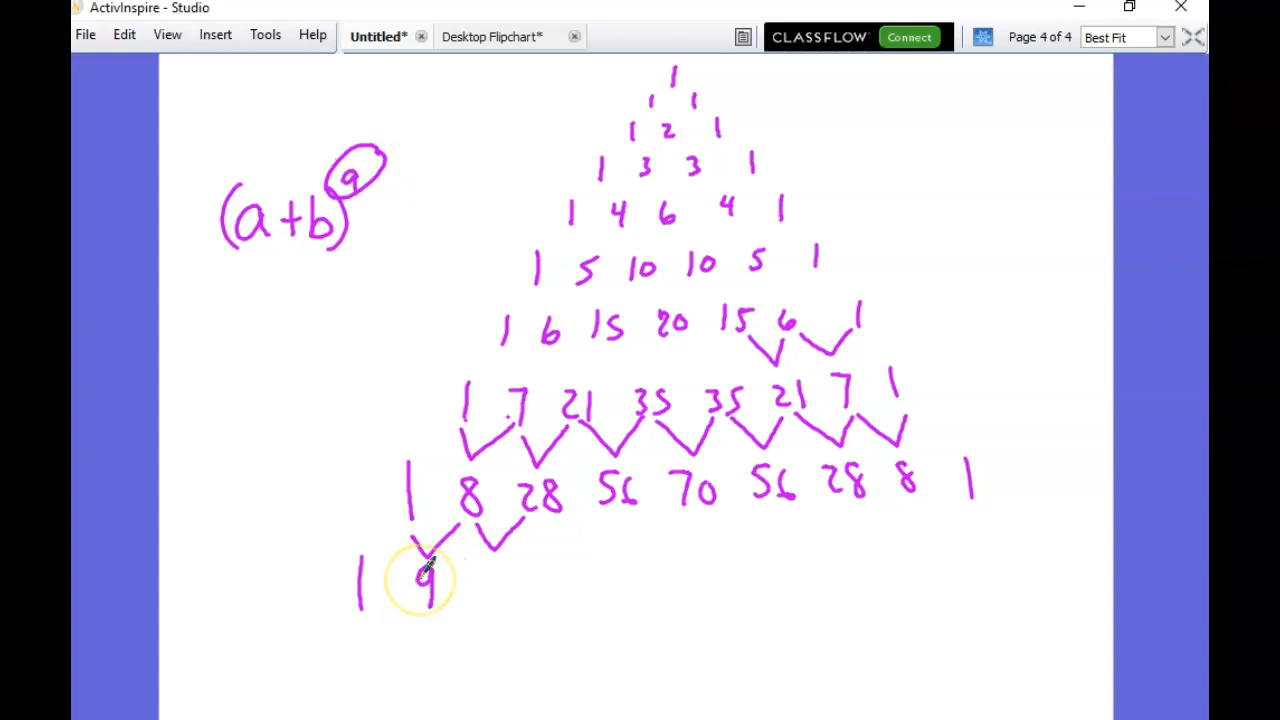 ActivInspire - Studio
File Edit View Insert Tools Help Untitled* Desktop Flipchart* CLASSFLOW Connect Page 4 of 4 Best Fit
1
1 1
1 2 1
1 3 3 1
(a+b)^9
1 4 6 4 1
1 5 10 10 5 1
1 6 15 20 15 6 1
1 7 21 35 35 21 7 1
1 8 28 56 70 56 28 8 1
1 9